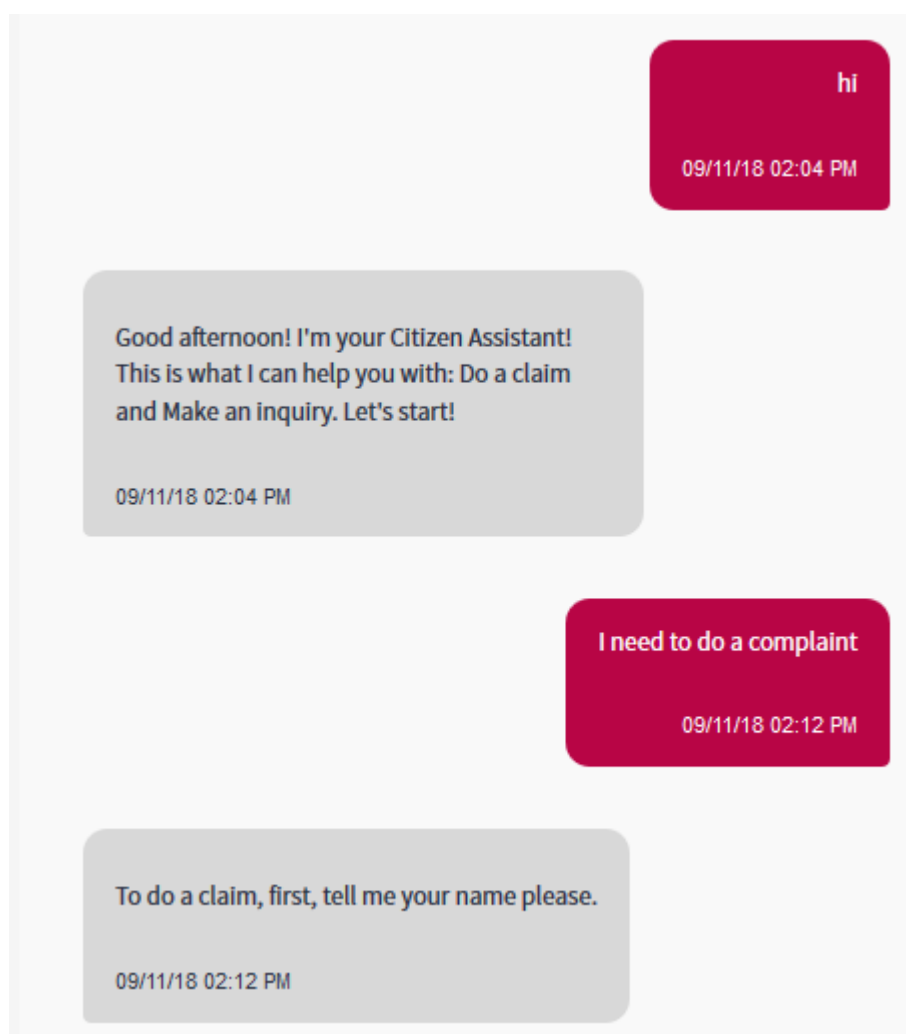 hi
09/11/18 02:04 PM
Good afternoon! I'm your Citizen Assistant!
This is what I can help you with: Do a claim
and Make an inquiry. Let's start!
09/11/18 02:04 PM
I need to do a complaint
09/11/18 02:12 PM
To do a claim, first, tell me your name please.
09/11/18 02:12 PM